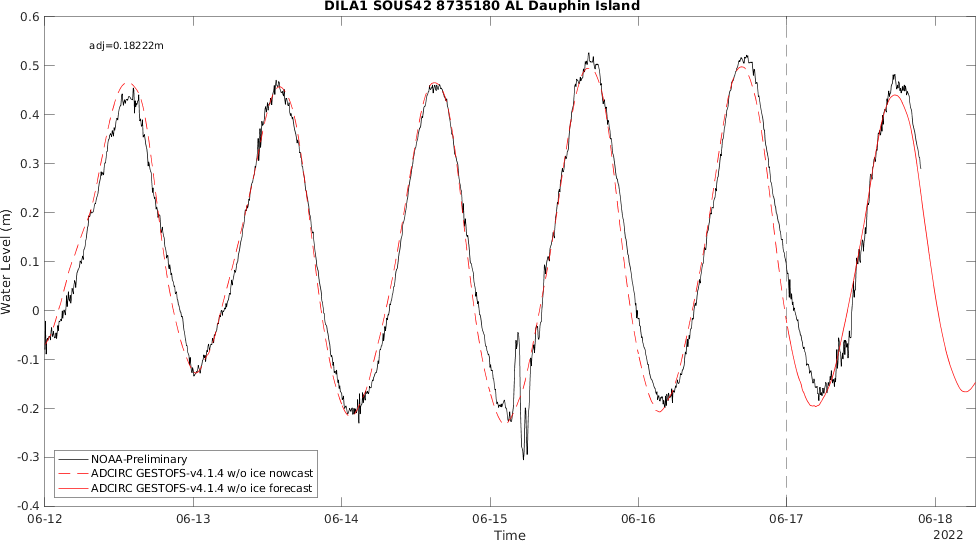 DILA1 SOUS42 8735180 AL Dauphin Island
adj=0.18222m
0.6
0.5
0.4
0.3
0.2
0.1
0
-0.1
-0.2
-0.3
-0.4
Water Level (m)
NOAA-Preliminary
ADCIRC GESTOFS-v4.1.4 w/o ice nowcast
ADCIRC GESTOFS-v4.1.4 w/o ice forecast
06-12 06-13 06-14 06-15 06-16 06-17 06-18
Time
2022